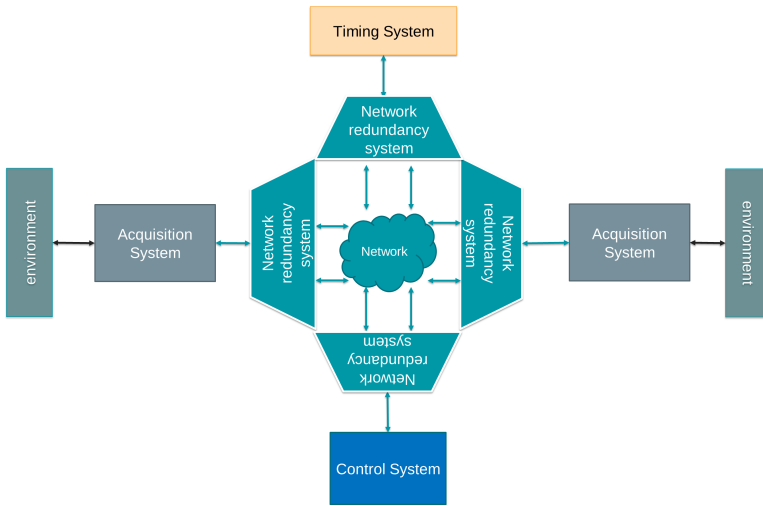 Timing System
Network
redundancy
system
environment
Acquisition
System
Network
redundancy
system
Network
Network
redundancy
system
Acquisition
System
environment
Network
redundancy
system
Control System